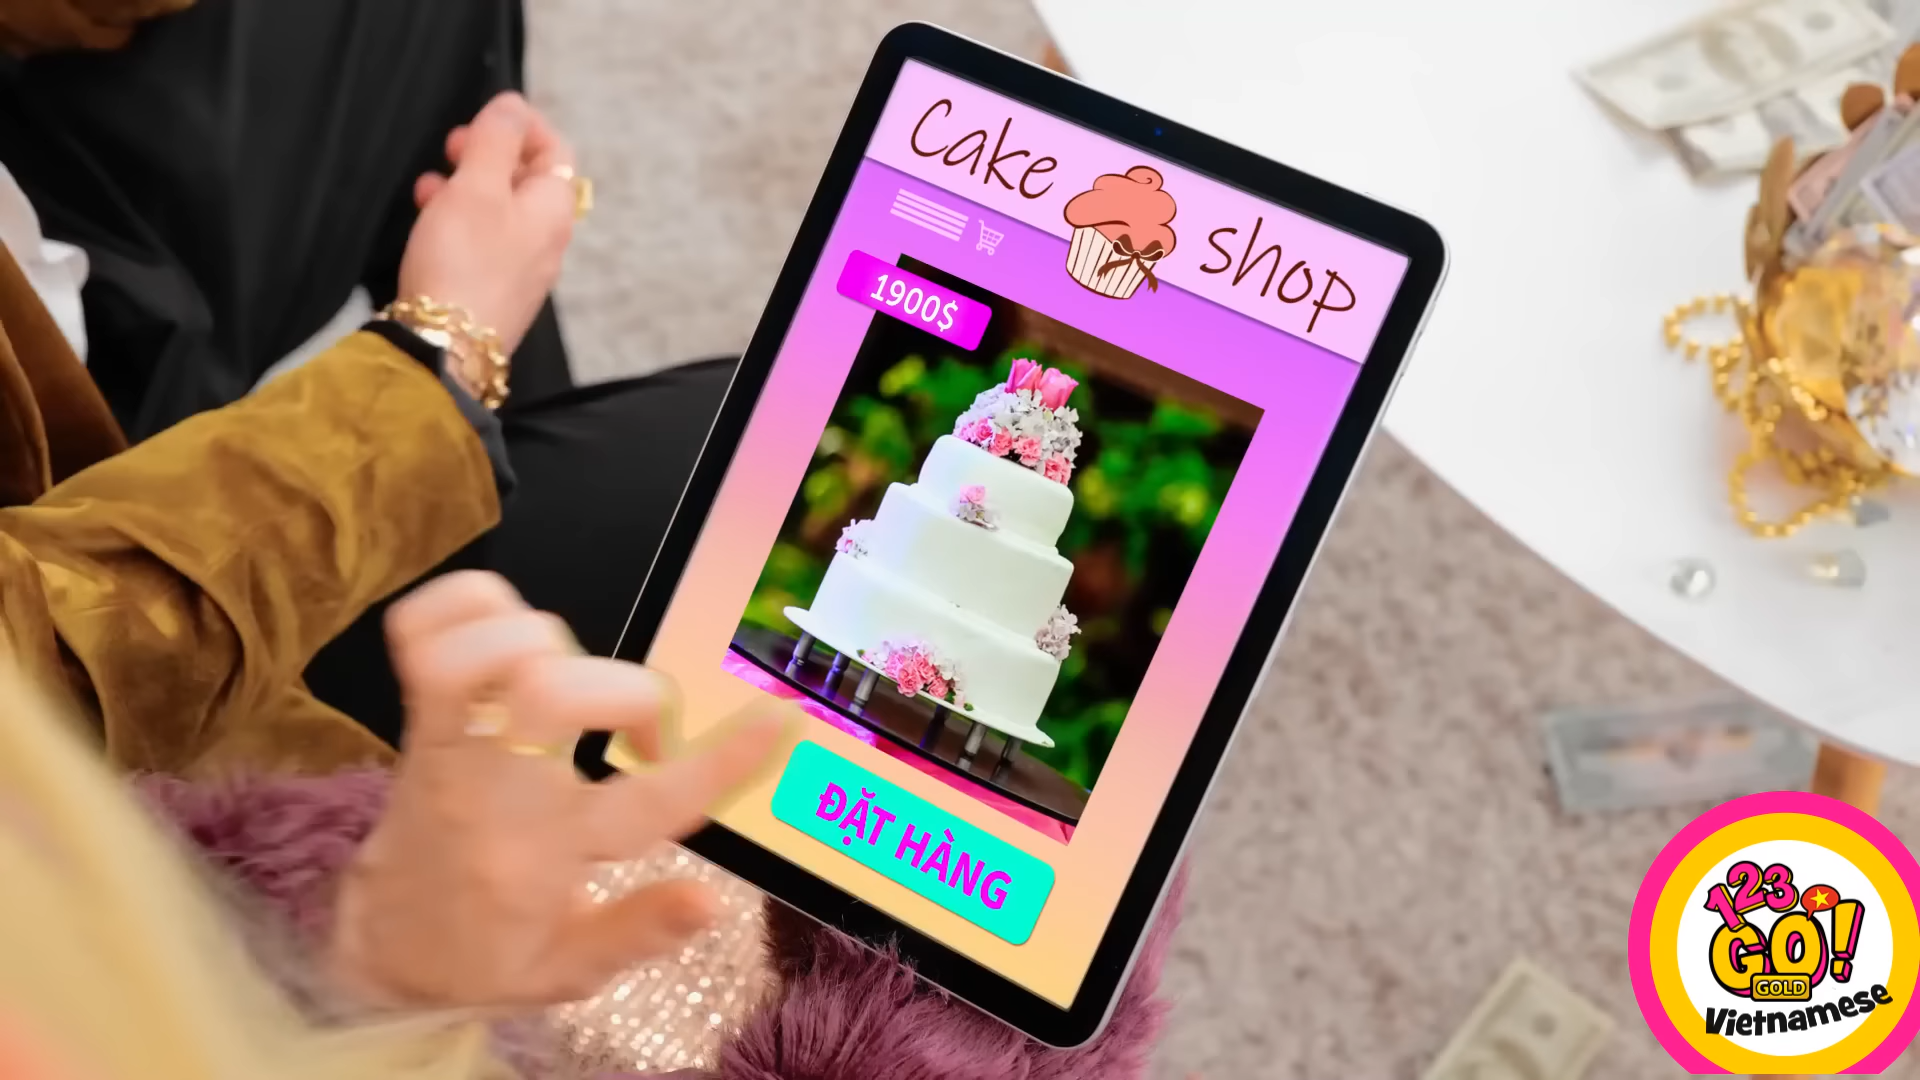 Cake shop
1900$
ĐẶT HÀNG
123
GO!
GOLD
Vietnamese